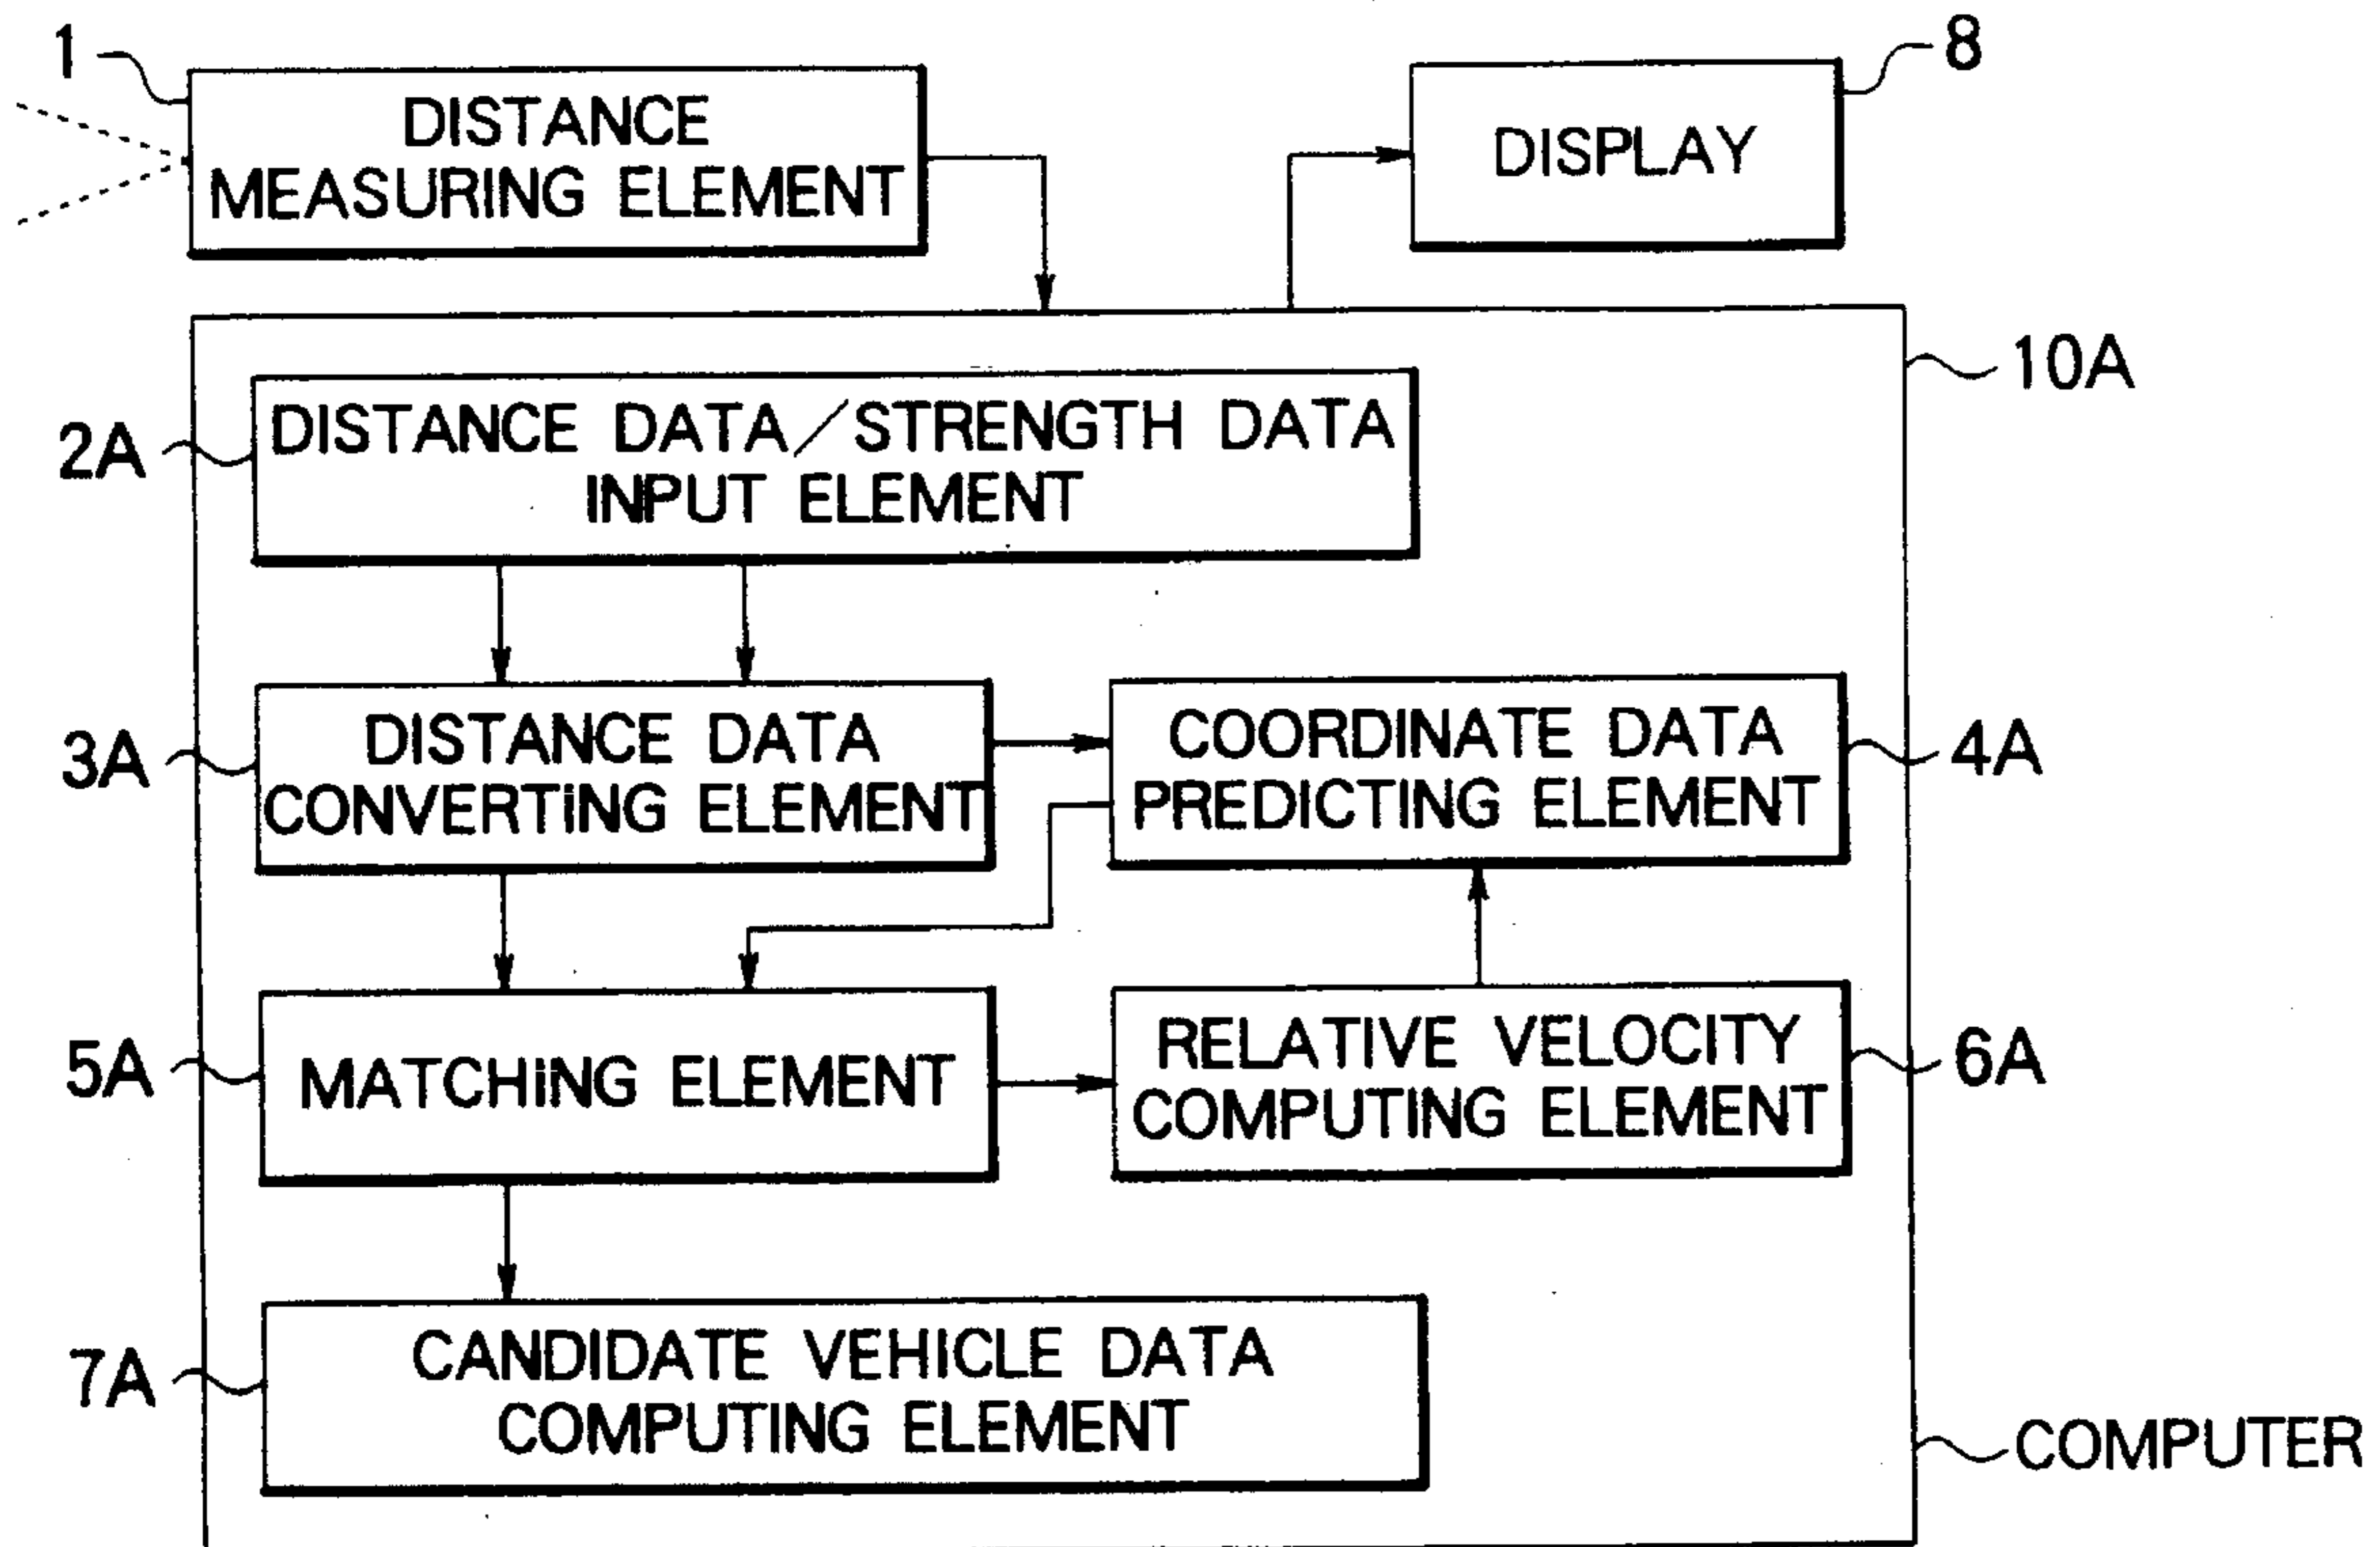 1
DISTANCE
MEASURING ELEMENT
8
DISPLAY
10A
2A
DISTANCE DATA/STRENGTH DATA
INPUT ELEMENT
3A
DISTANCE DATA
CONVERTING ELEMENT
COORDINATE DATA
PREDICTING ELEMENT
4A
5A
MATCHING ELEMENT
RELATIVE VELOCITY
COMPUTING ELEMENT
6A
7A
CANDIDATE VEHICLE DATA
COMPUTING ELEMENT
COMPUTER